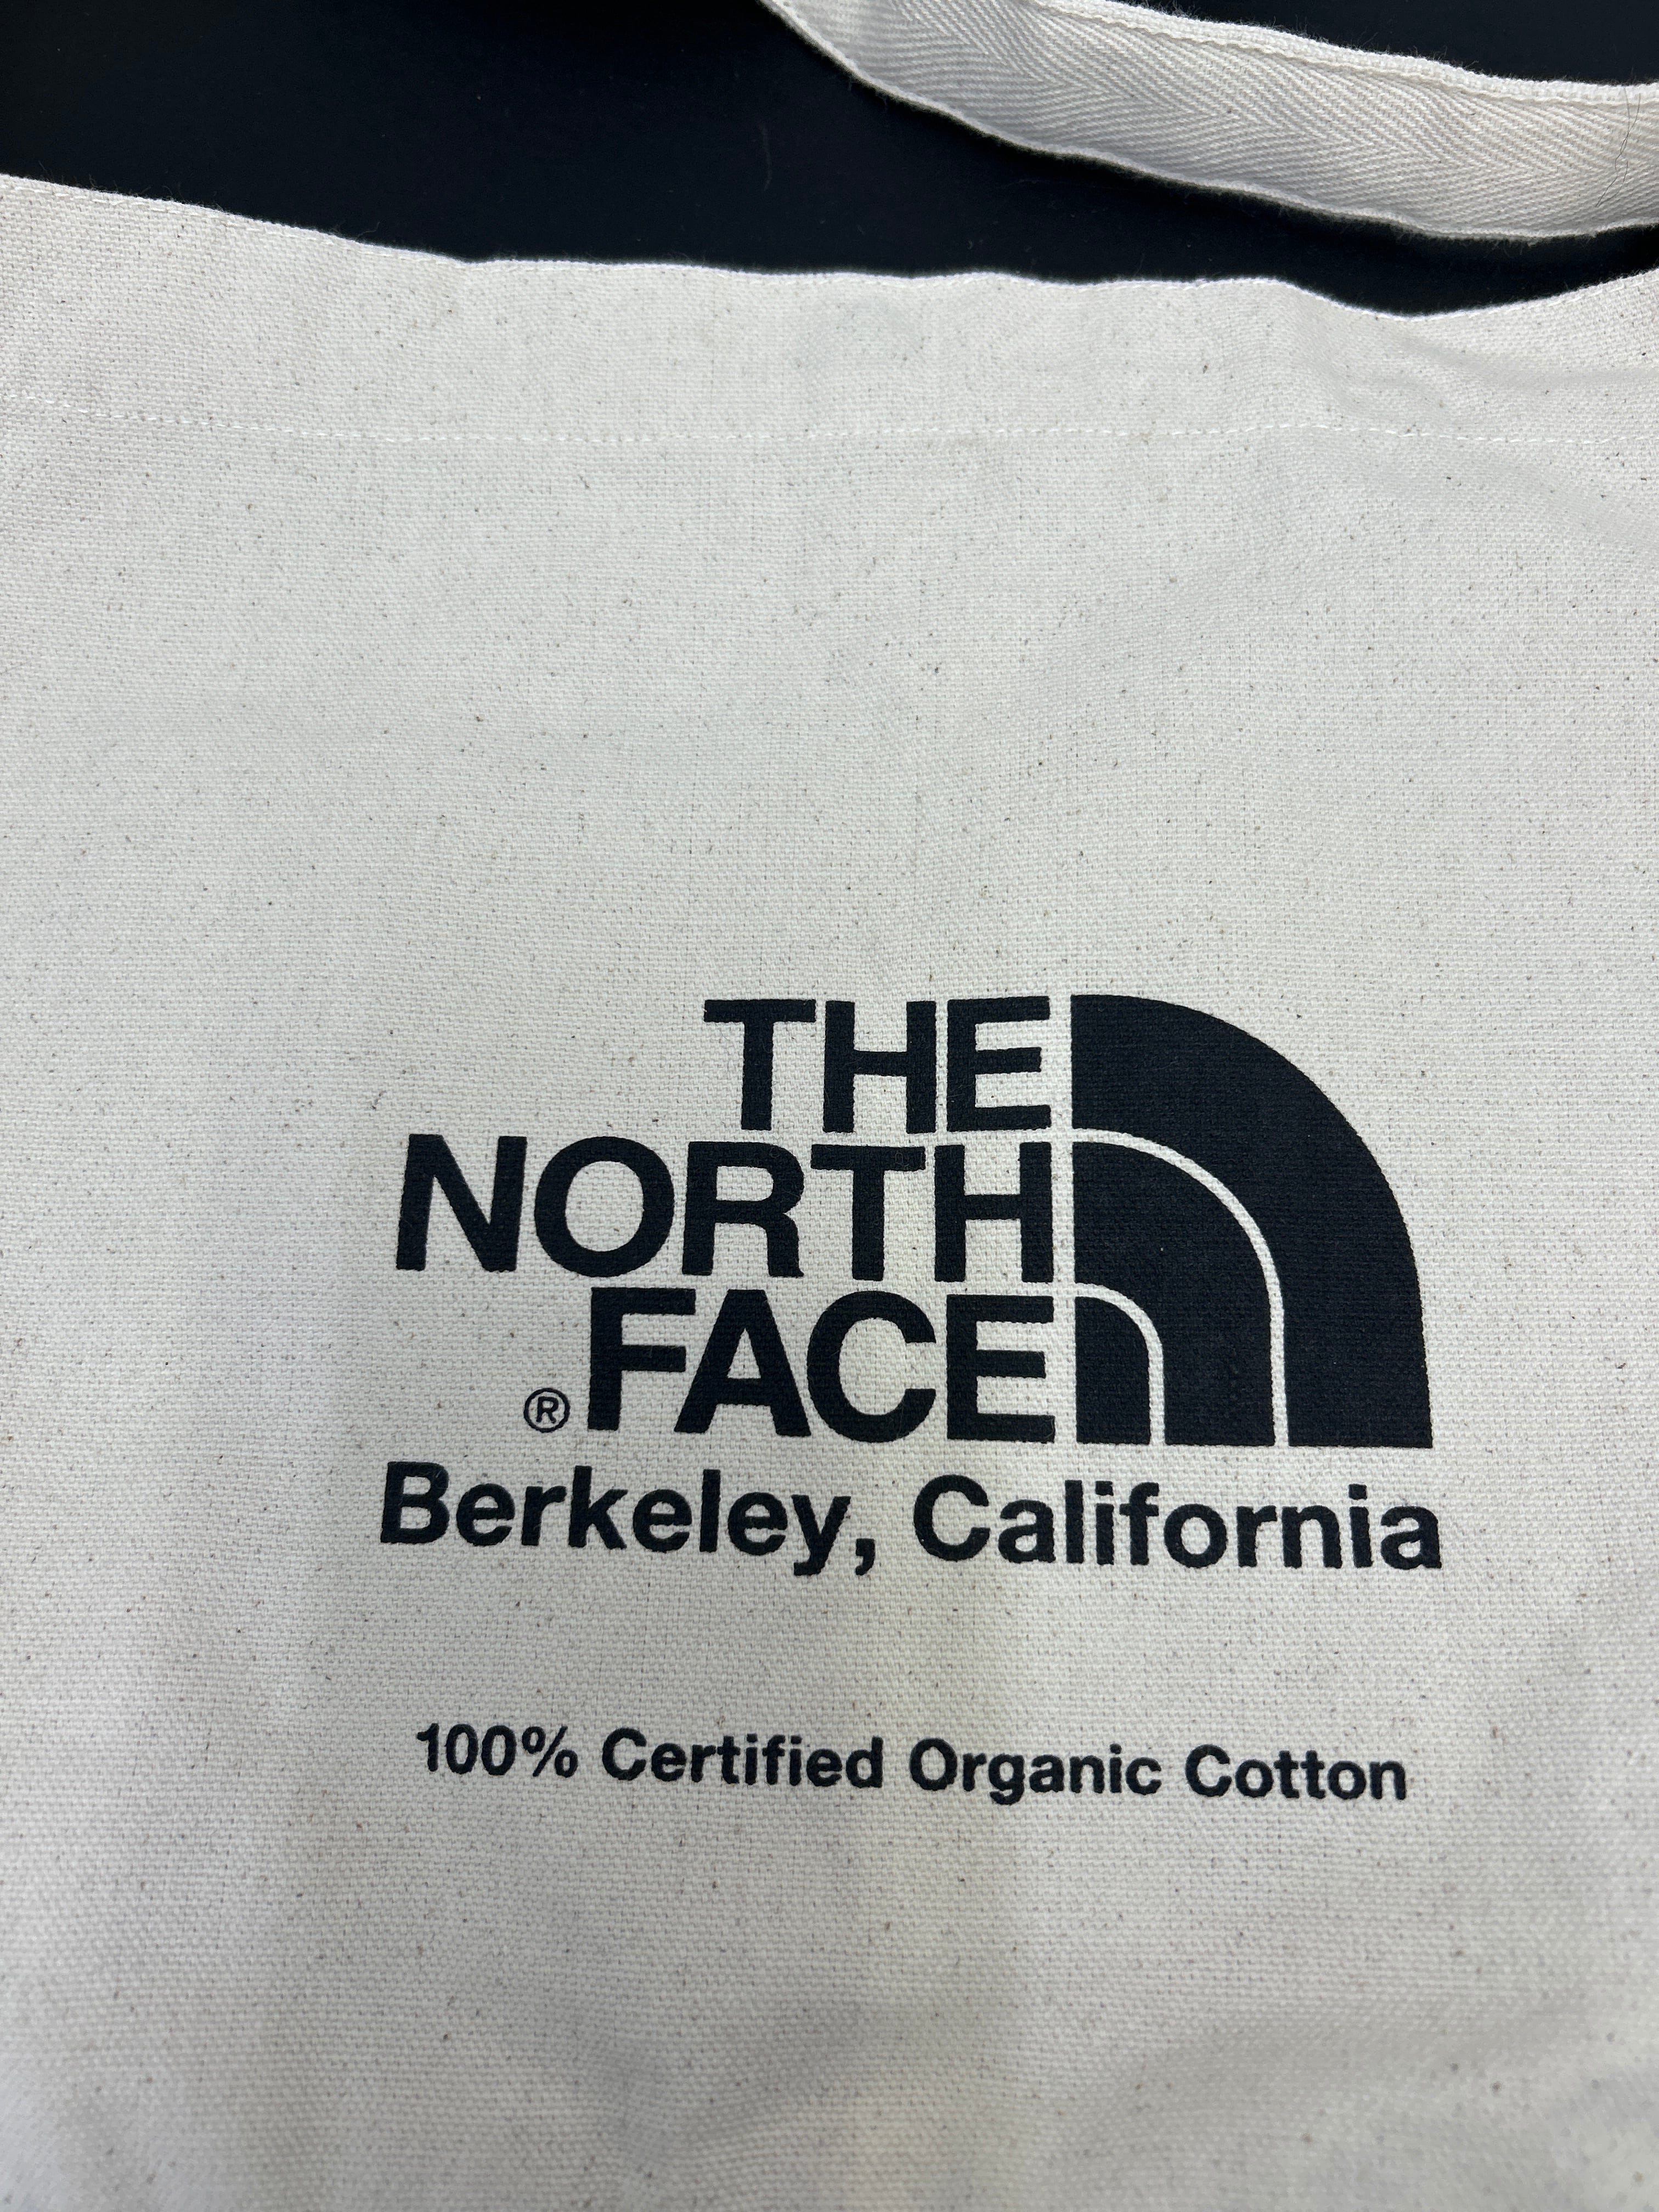 THE
NORTH
FACE
®
Berkeley, California
100% Certified Organic Cotton